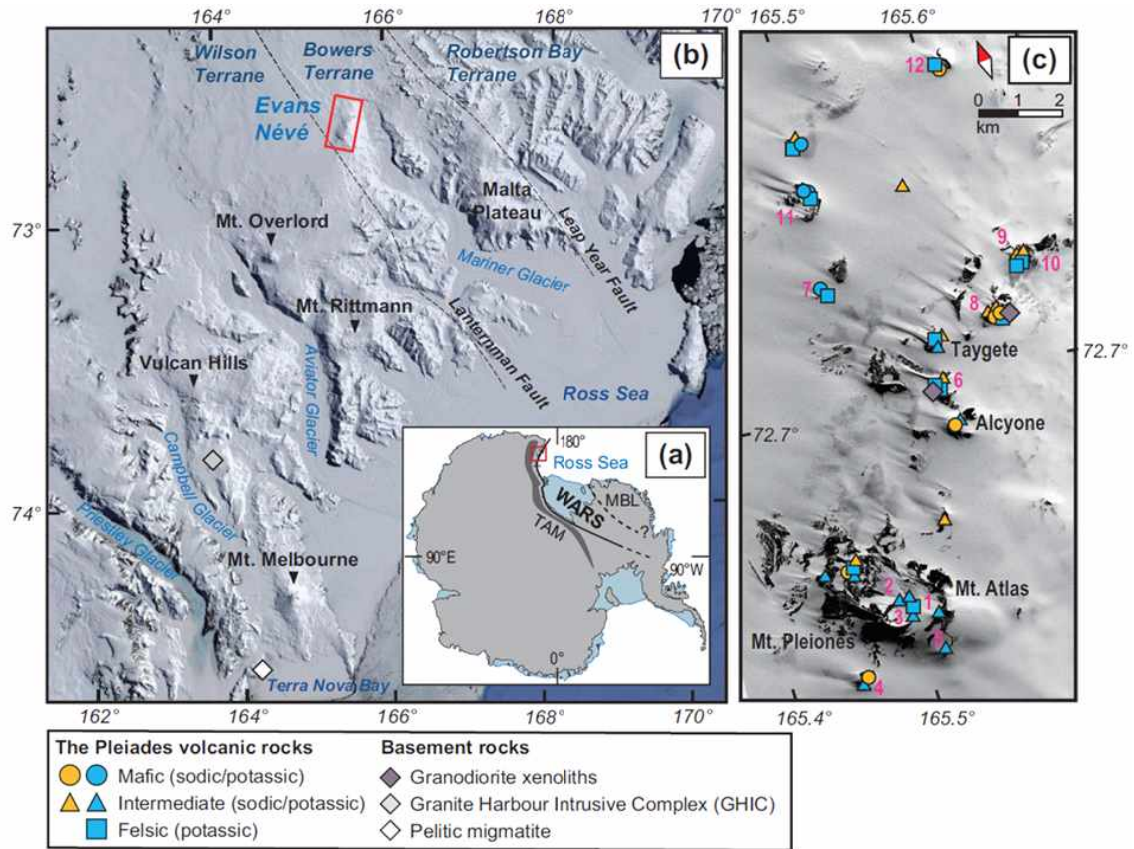 164° 166° 168° 170°
165.5° 165.6°
(b)
(c)
Wilson Terrane
Bowers Terrane
Robertson Bay Terrane
Evans Névé
73°
74°
Mt. Overlord
Malta Plateau
Leap Year Fault
Mariner Glacier
Mt. Rittmann
Lanternman Fault
Vulcan Hills
Aviator Glacier
Ross Sea
Campbell Glacier
Priestley Glacier
Mt. Melbourne
Terra Nova Bay
162° 164° 166° 168° 170°
(a)
180°
Ross Sea
WARS
MBL
?
TAM
90°E
90°W
0°
12
0 1 2
km
11
9
10
7
8
72.7°
Taygete
6
Alcyone
72.7°
Mt. Atlas
2
1
3
5
Mt. Pleiones
4
165.4° 165.5°
The Pleiades volcanic rocks
Mafic (sodic/potassic)
Intermediate (sodic/potassic)
Felsic (potassic)
Basement rocks
Granodiorite xenoliths
Granite Harbour Intrusive Complex (GHIC)
Pelitic migmatite